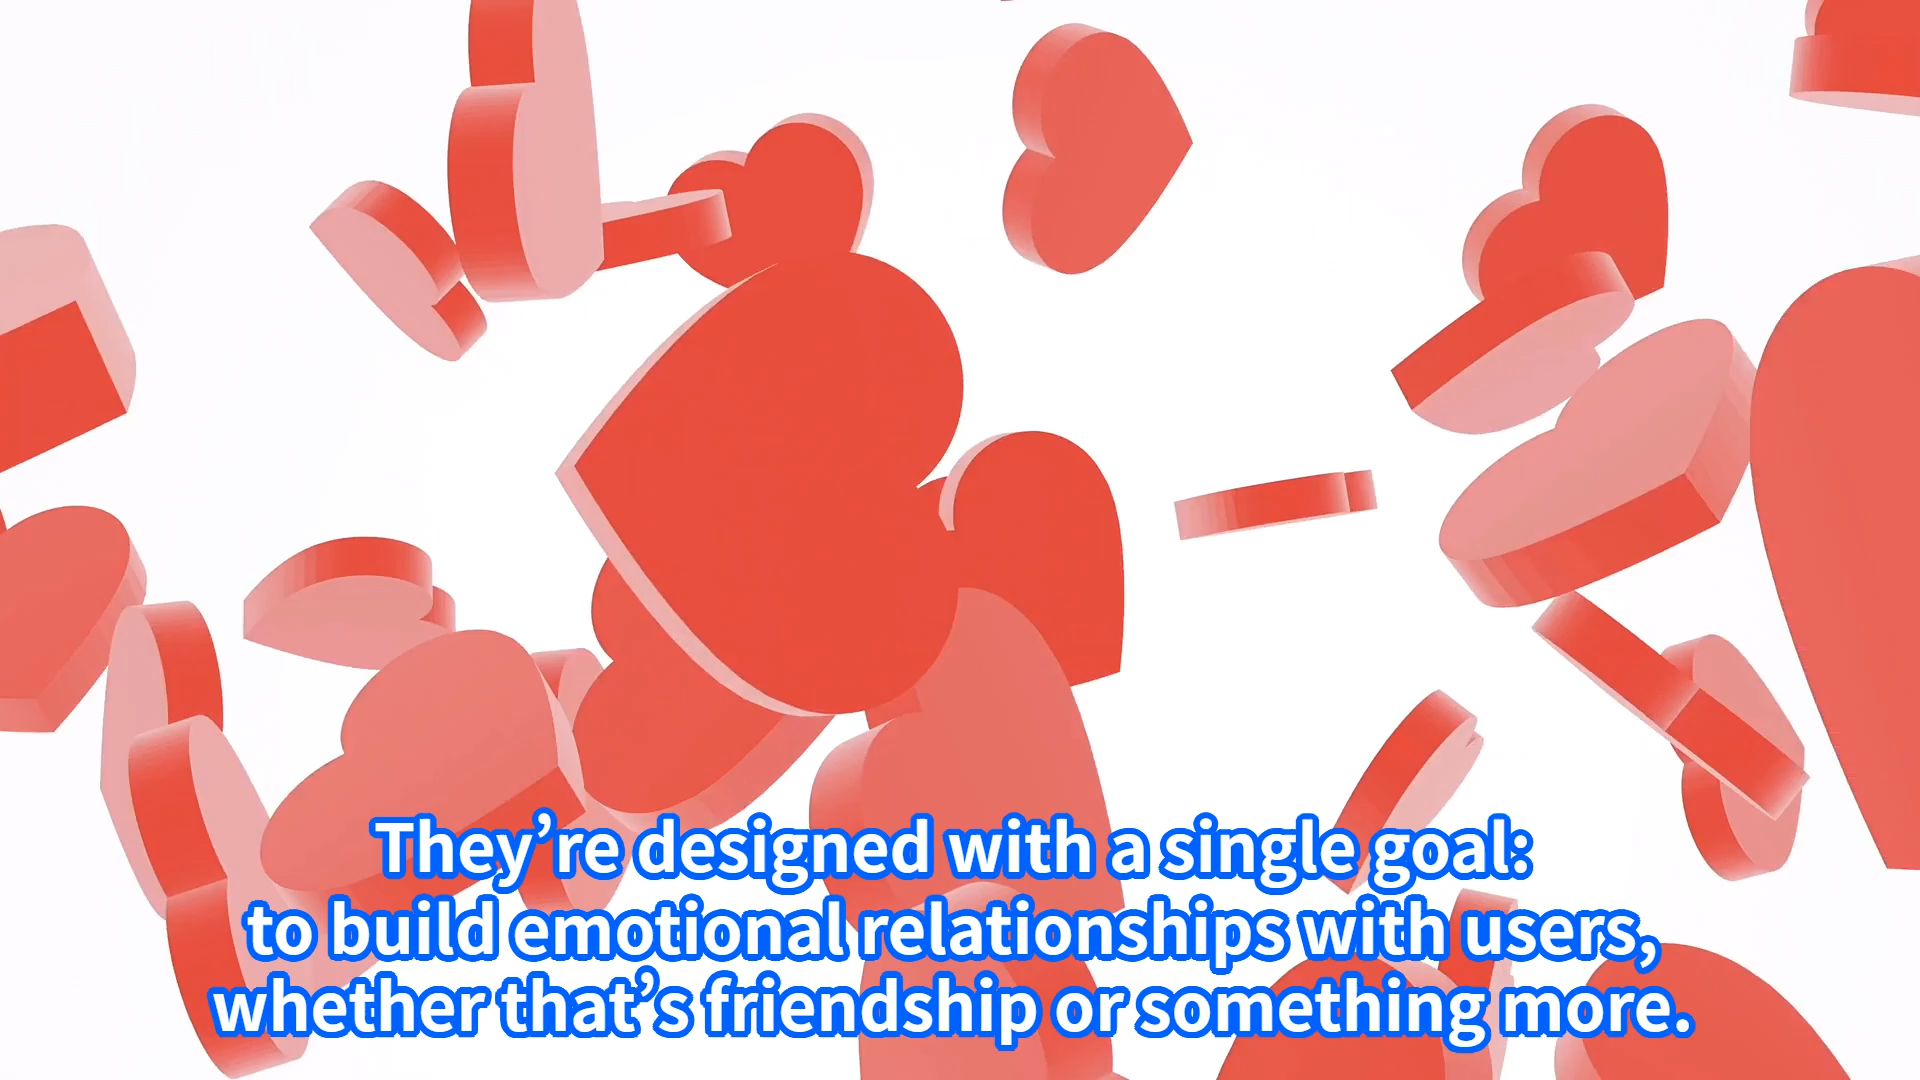 They’re designed with a single goal:
to build emotional relationships with users,
whether that’s friendship or something more.